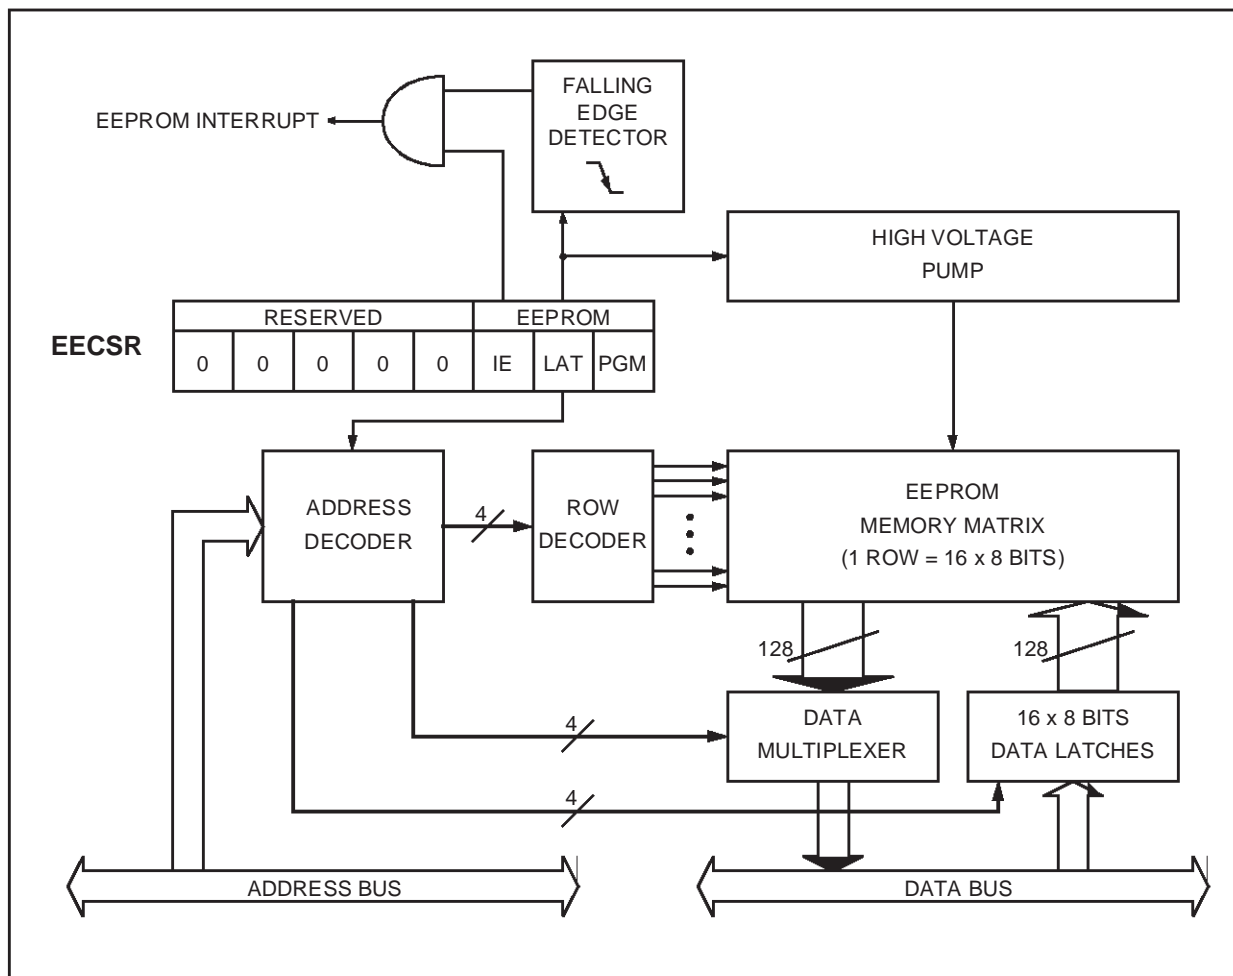 FALLING
EDGE
DETECTOR
EEPROM INTERRUPT
HIGH VOLTAGE
PUMP
RESERVED EEPROM
EECSR
0 0 0 0 0 IE LAT PGM
ADDRESS
DECODER
4
ROW
DECODER
EEPROM
MEMORY MATRIX
(1 ROW = 16 x 8 BITS)
128
128
4
DATA
MULTIPLEXER
16 x 8 BITS
DATA LATCHES
4
ADDRESS BUS
DATA BUS